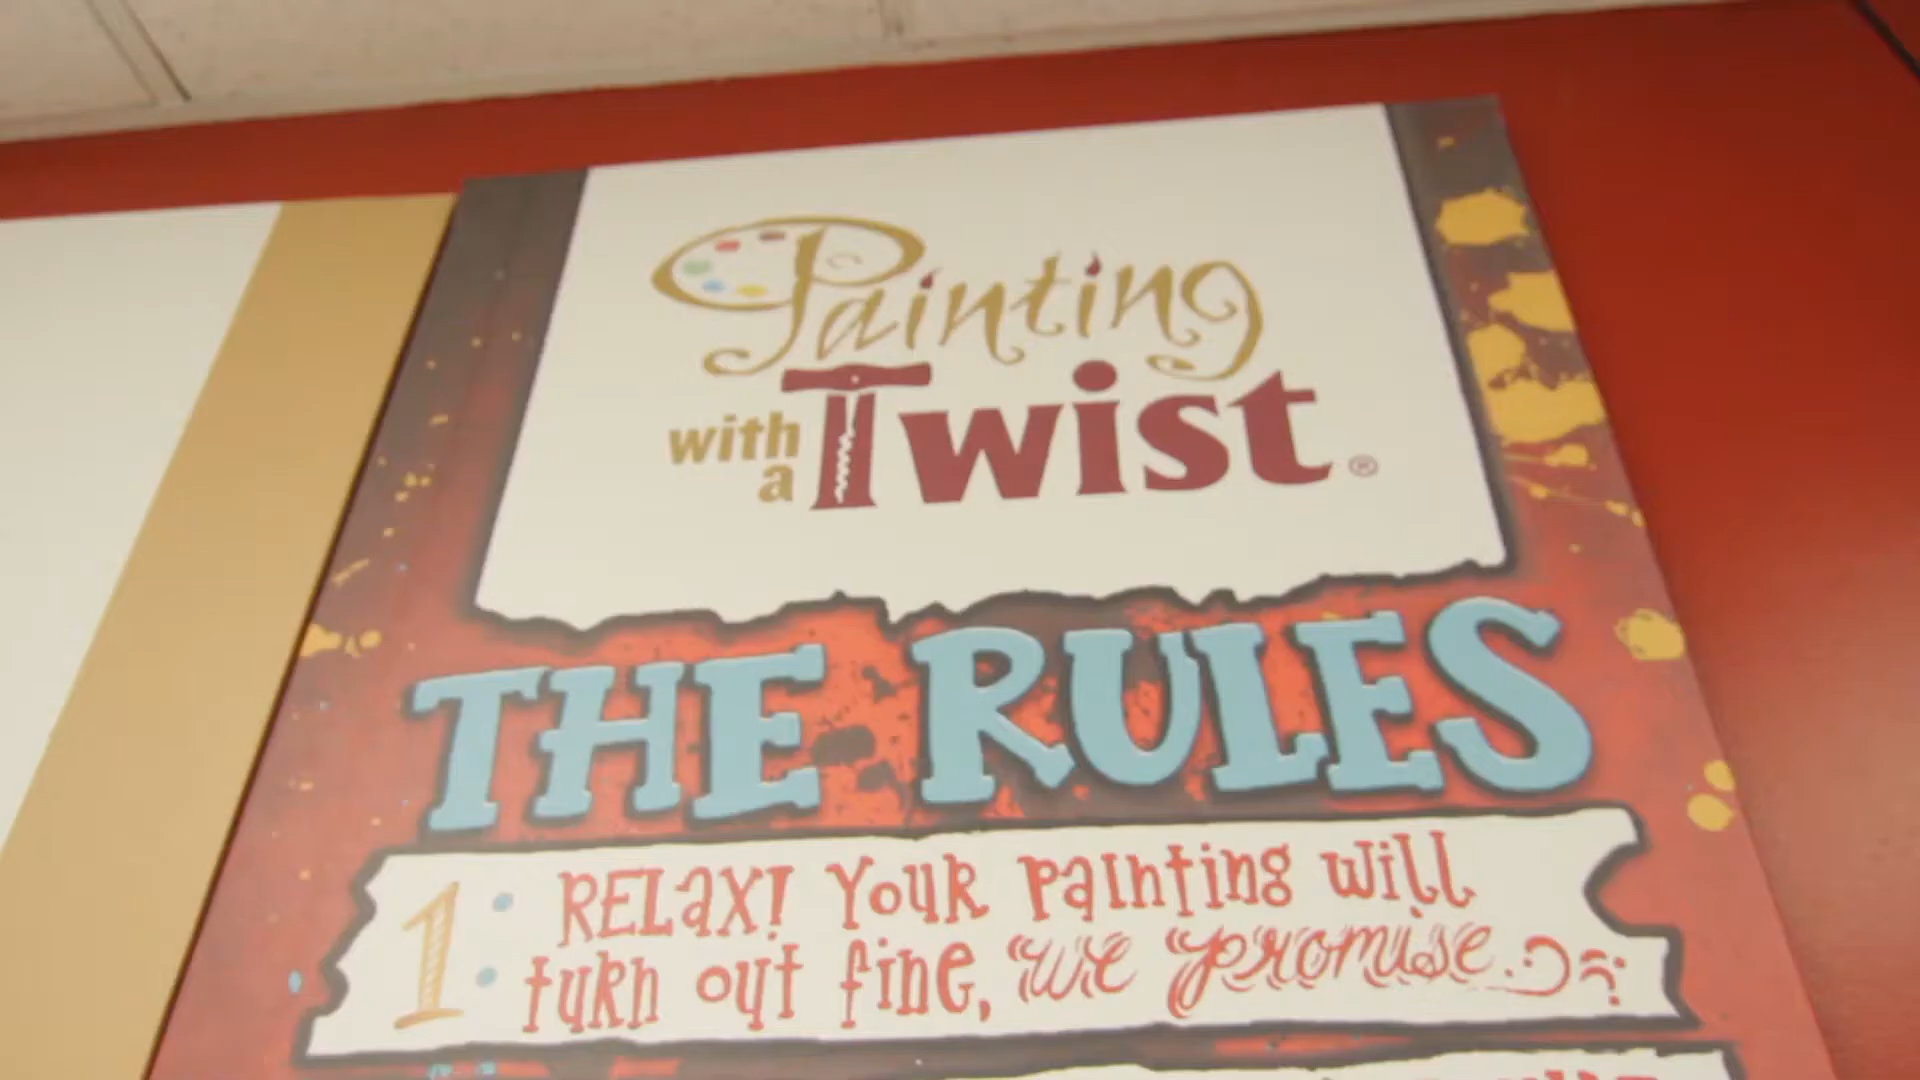 Painting
with a Twist®
THE RULES
1: RELAX! Your painting will
turn out fine, we promise.